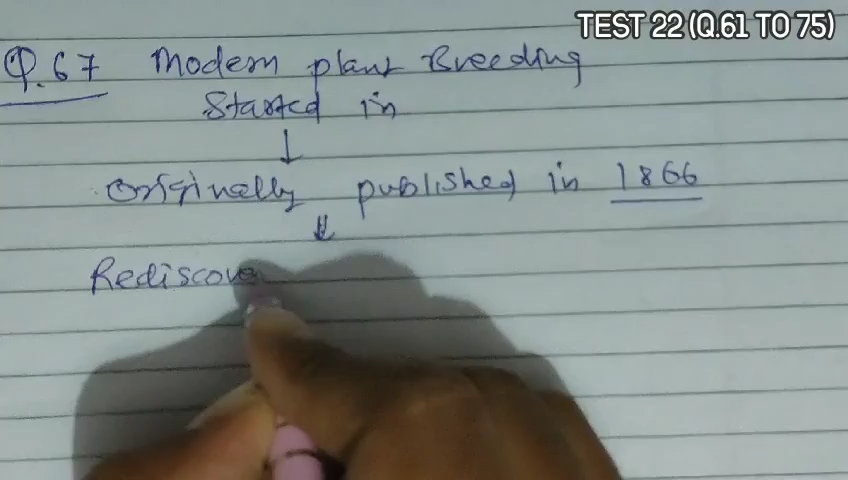 TEST 22 (Q.61 TO 75)
Q.67 Modern plant Breeding
Started in
Originally published in 1866
Rediscove